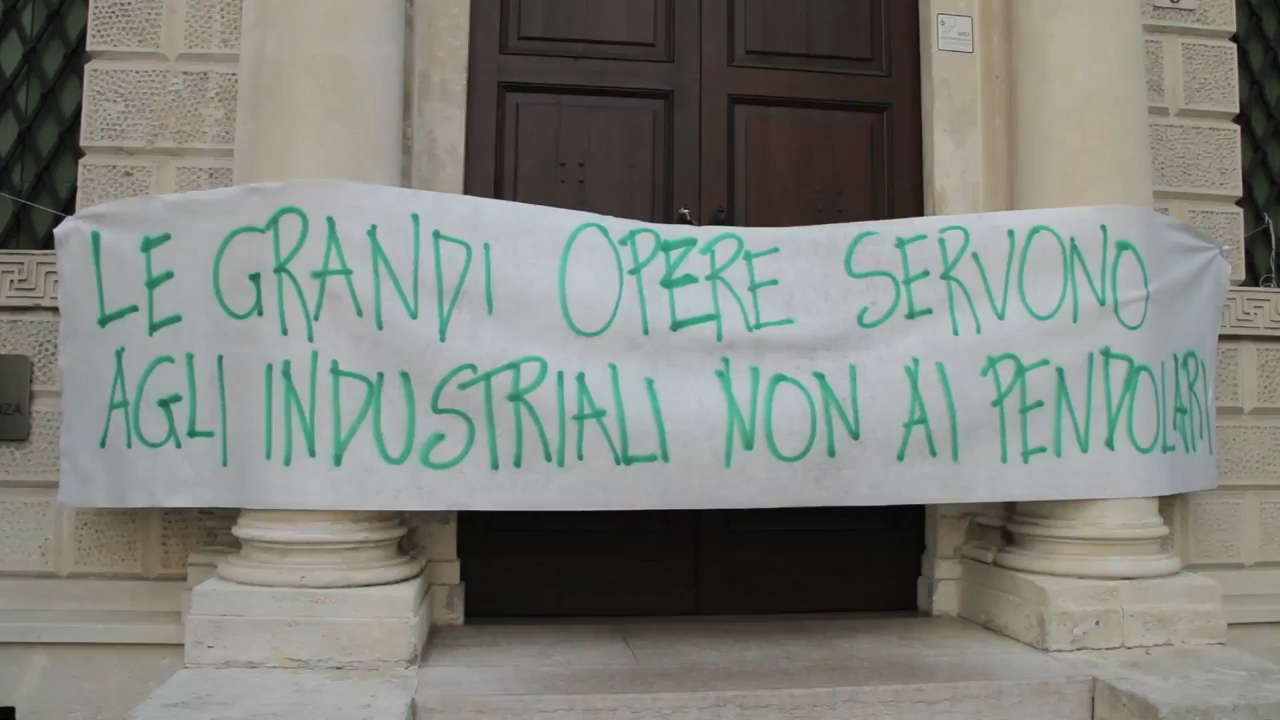 LE GRANDI OPERE SERVONO
AGLI INDUSTRIALI NON AI PENDOLARI